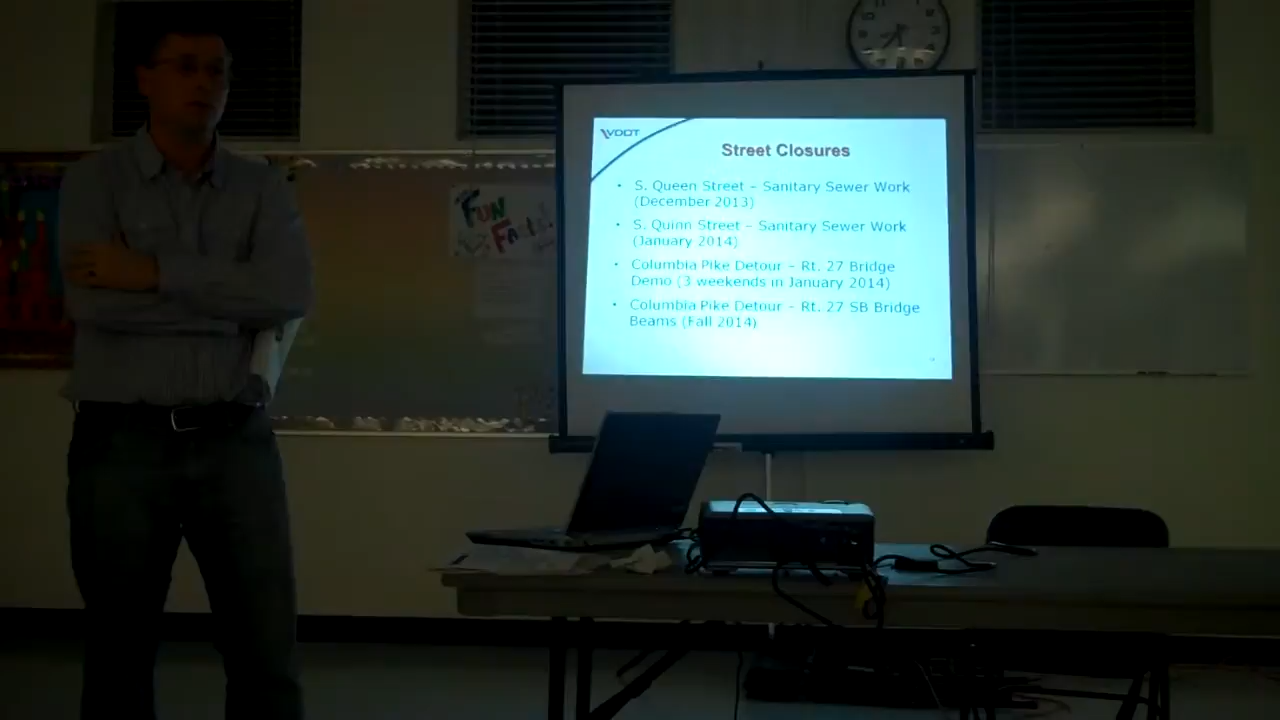 VDOT
Street Closures
• S. Queen Street – Sanitary Sewer Work
(December 2013)
• S. Quinn Street – Sanitary Sewer Work
(January 2014)
• Columbia Pike Detour – Rt. 27 Bridge
Demo (3 weekends in January 2014)
• Columbia Pike Detour – Rt. 27 SB Bridge
Beams (Fall 2014)
FUN
Facts!